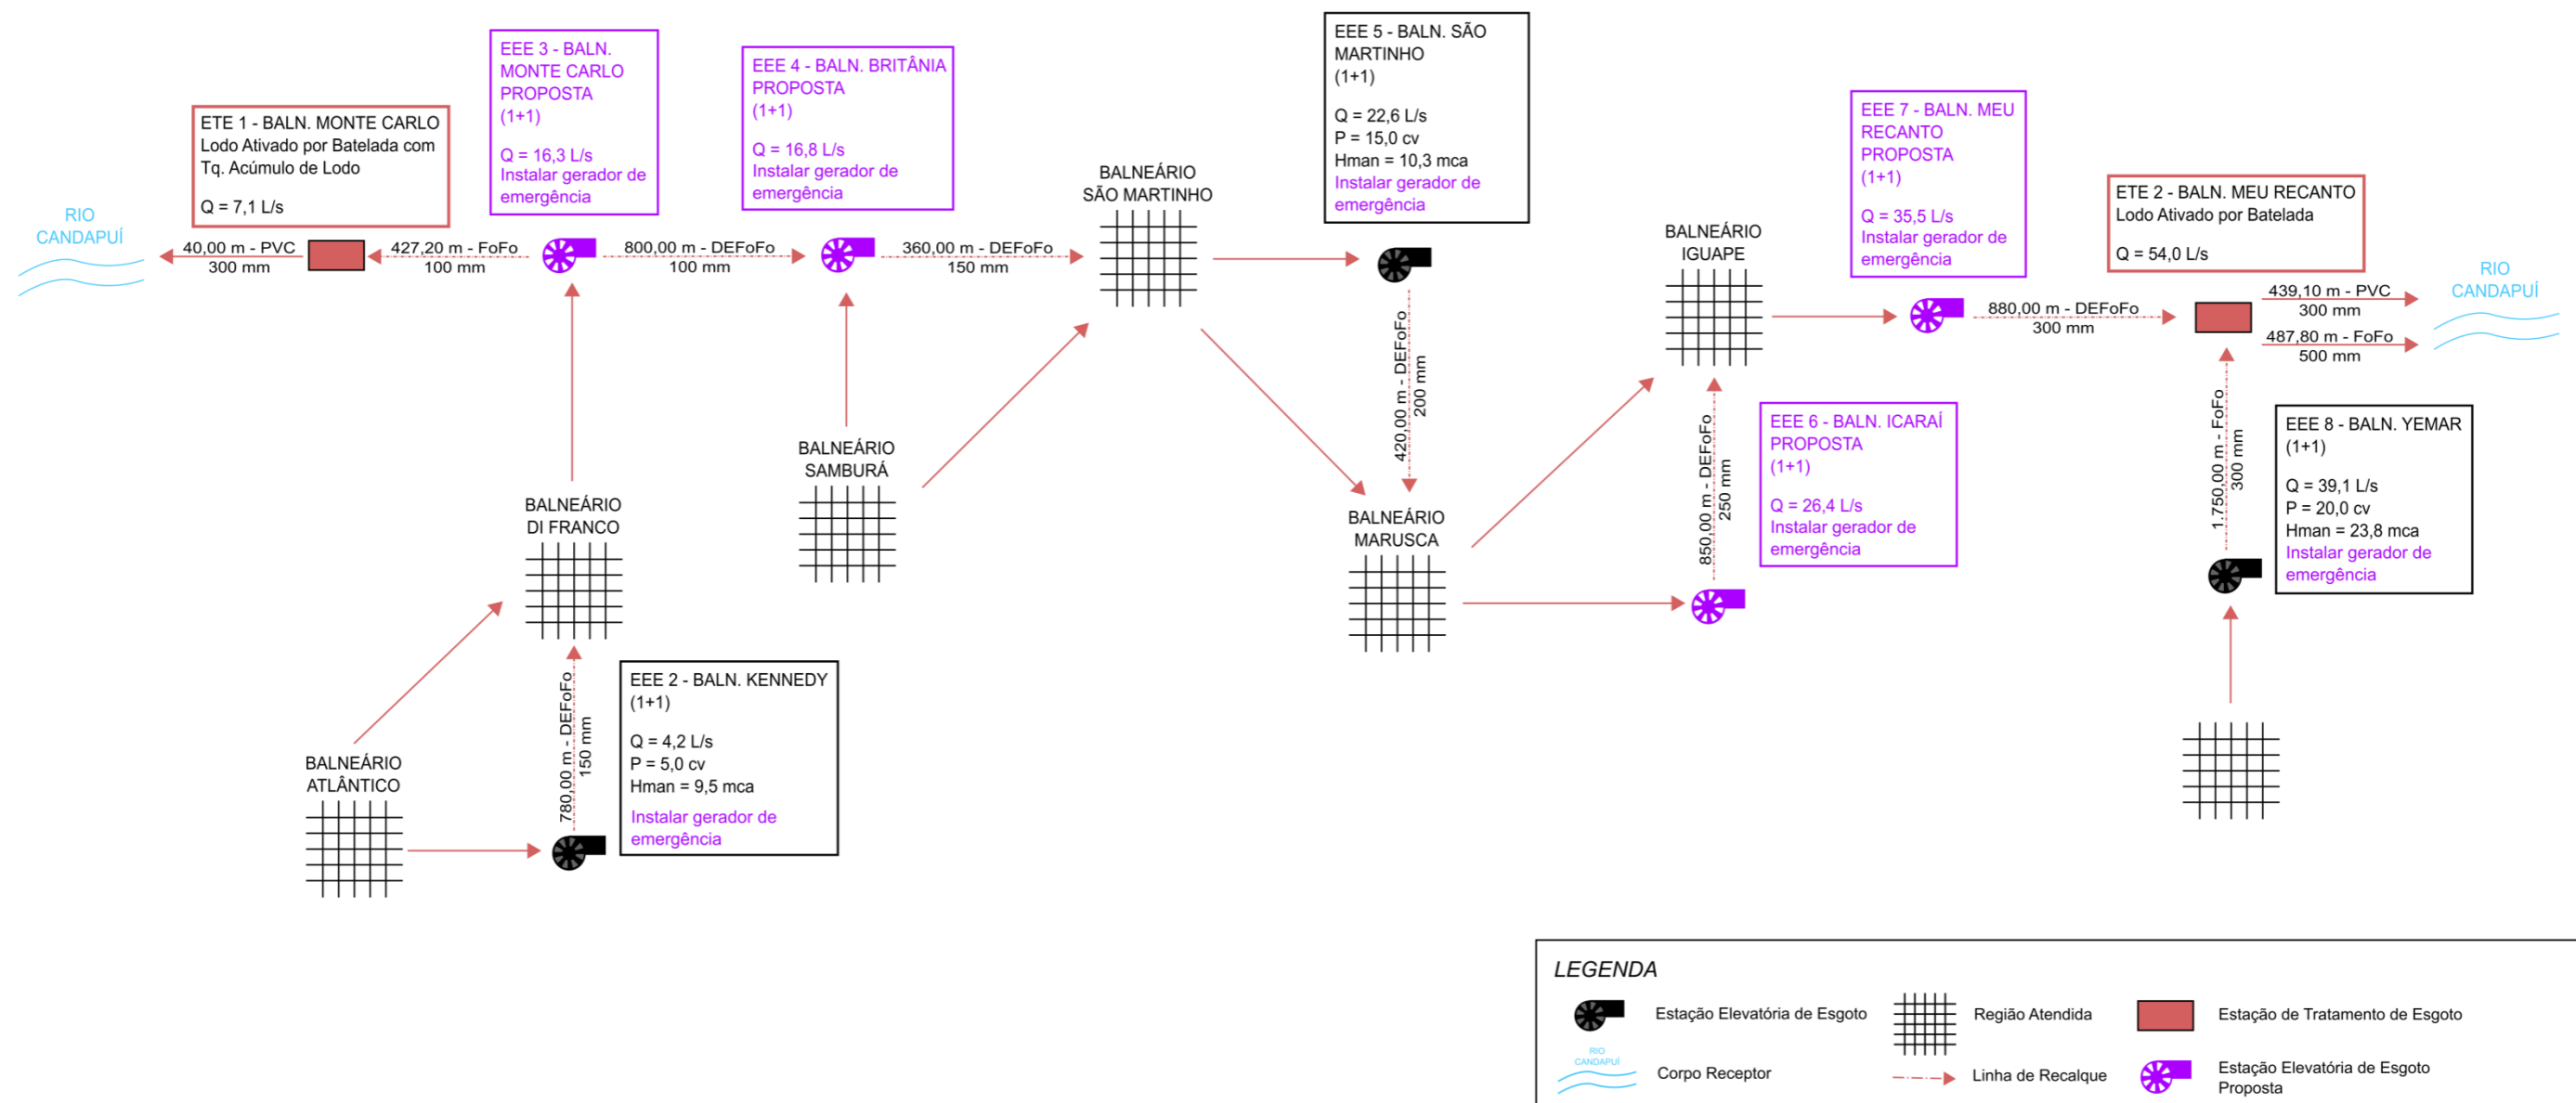 RIO
CANDAPUÍ
ETE 1 - BALN. MONTE CARLO
Lodo Ativado por Batelada com
Tq. Acúmulo de Lodo
Q = 7,1 L/s
40,00 m - PVC
300 mm
427,20 m - FoFo
100 mm
EEE 3 - BALN.
MONTE CARLO
PROPOSTA
(1+1)
Q = 16,3 L/s
Instalar gerador de
emergência
800,00 m - DEFoFo
100 mm
EEE 4 - BALN. BRITÂNIA
PROPOSTA
(1+1)
Q = 16,8 L/s
Instalar gerador de
emergência
360,00 m - DEFoFo
150 mm
BALNEÁRIO
SÃO MARTINHO
EEE 5 - BALN. SÃO
MARTINHO
(1+1)
Q = 22,6 L/s
P = 15,0 cv
Hman = 10,3 mca
Instalar gerador de
emergência
420,00 m - DEFoFo
200 mm
BALNEÁRIO
IGUAPE
EEE 7 - BALN. MEU
RECANTO
PROPOSTA
(1+1)
Q = 35,5 L/s
Instalar gerador de
emergência
880,00 m - DEFoFo
300 mm
ETE 2 - BALN. MEU RECANTO
Lodo Ativado por Batelada
Q = 54,0 L/s
439,10 m - PVC
300 mm
487,80 m - FoFo
500 mm
RIO
CANDAPUÍ
BALNEÁRIO
SAMBURÁ
BALNEÁRIO
DI FRANCO
BALNEÁRIO
MARUSCA
850,00 m - DEFoFo
250 mm
EEE 6 - BALN. ICARAÍ
PROPOSTA
(1+1)
Q = 26,4 L/s
Instalar gerador de
emergência
1.750,00 m - FoFo
300 mm
EEE 8 - BALN. YEMAR
(1+1)
Q = 39,1 L/s
P = 20,0 cv
Hman = 23,8 mca
Instalar gerador de
emergência
BALNEÁRIO
ATLÂNTICO
780,00 m - DEFoFo
150 mm
EEE 2 - BALN. KENNEDY
(1+1)
Q = 4,2 L/s
P = 5,0 cv
Hman = 9,5 mca
Instalar gerador de
emergência
LEGENDA
Estação Elevatória de Esgoto
Região Atendida
Estação de Tratamento de Esgoto
RIO
CANDAPUÍ
Corpo Receptor
Linha de Recalque
Estação Elevatória de Esgoto
Proposta